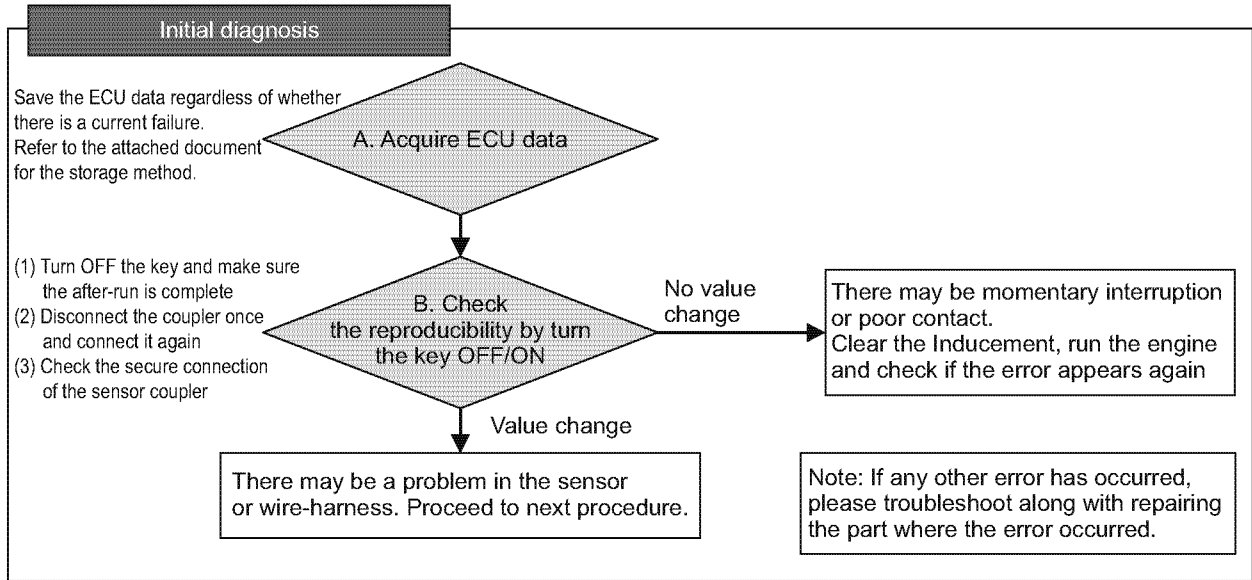 Initial diagnosis
Save the ECU data regardless of whether
there is a current failure.
Refer to the attached document
for the storage method.
A. Acquire ECU data
(1) Turn OFF the key and make sure
the after-run is complete
(2) Disconnect the coupler once
and connect it again
(3) Check the secure connection
of the sensor coupler
B. Check
the reproducibility by turn
the key OFF/ON
No value
change
There may be momentary interruption
or poor contact.
Clear the Inducement, run the engine
and check if the error appears again
Value change
There may be a problem in the sensor
or wire-harness. Proceed to next procedure.
Note: If any other error has occurred,
please troubleshoot along with repairing
the part where the error occurred.